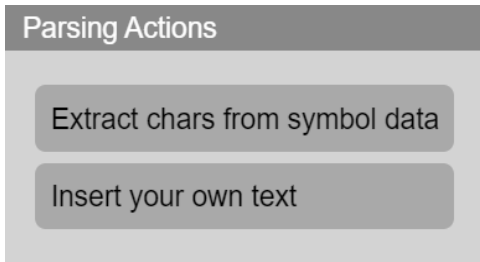 Parsing Actions
Extract chars from symbol data
Insert your own text